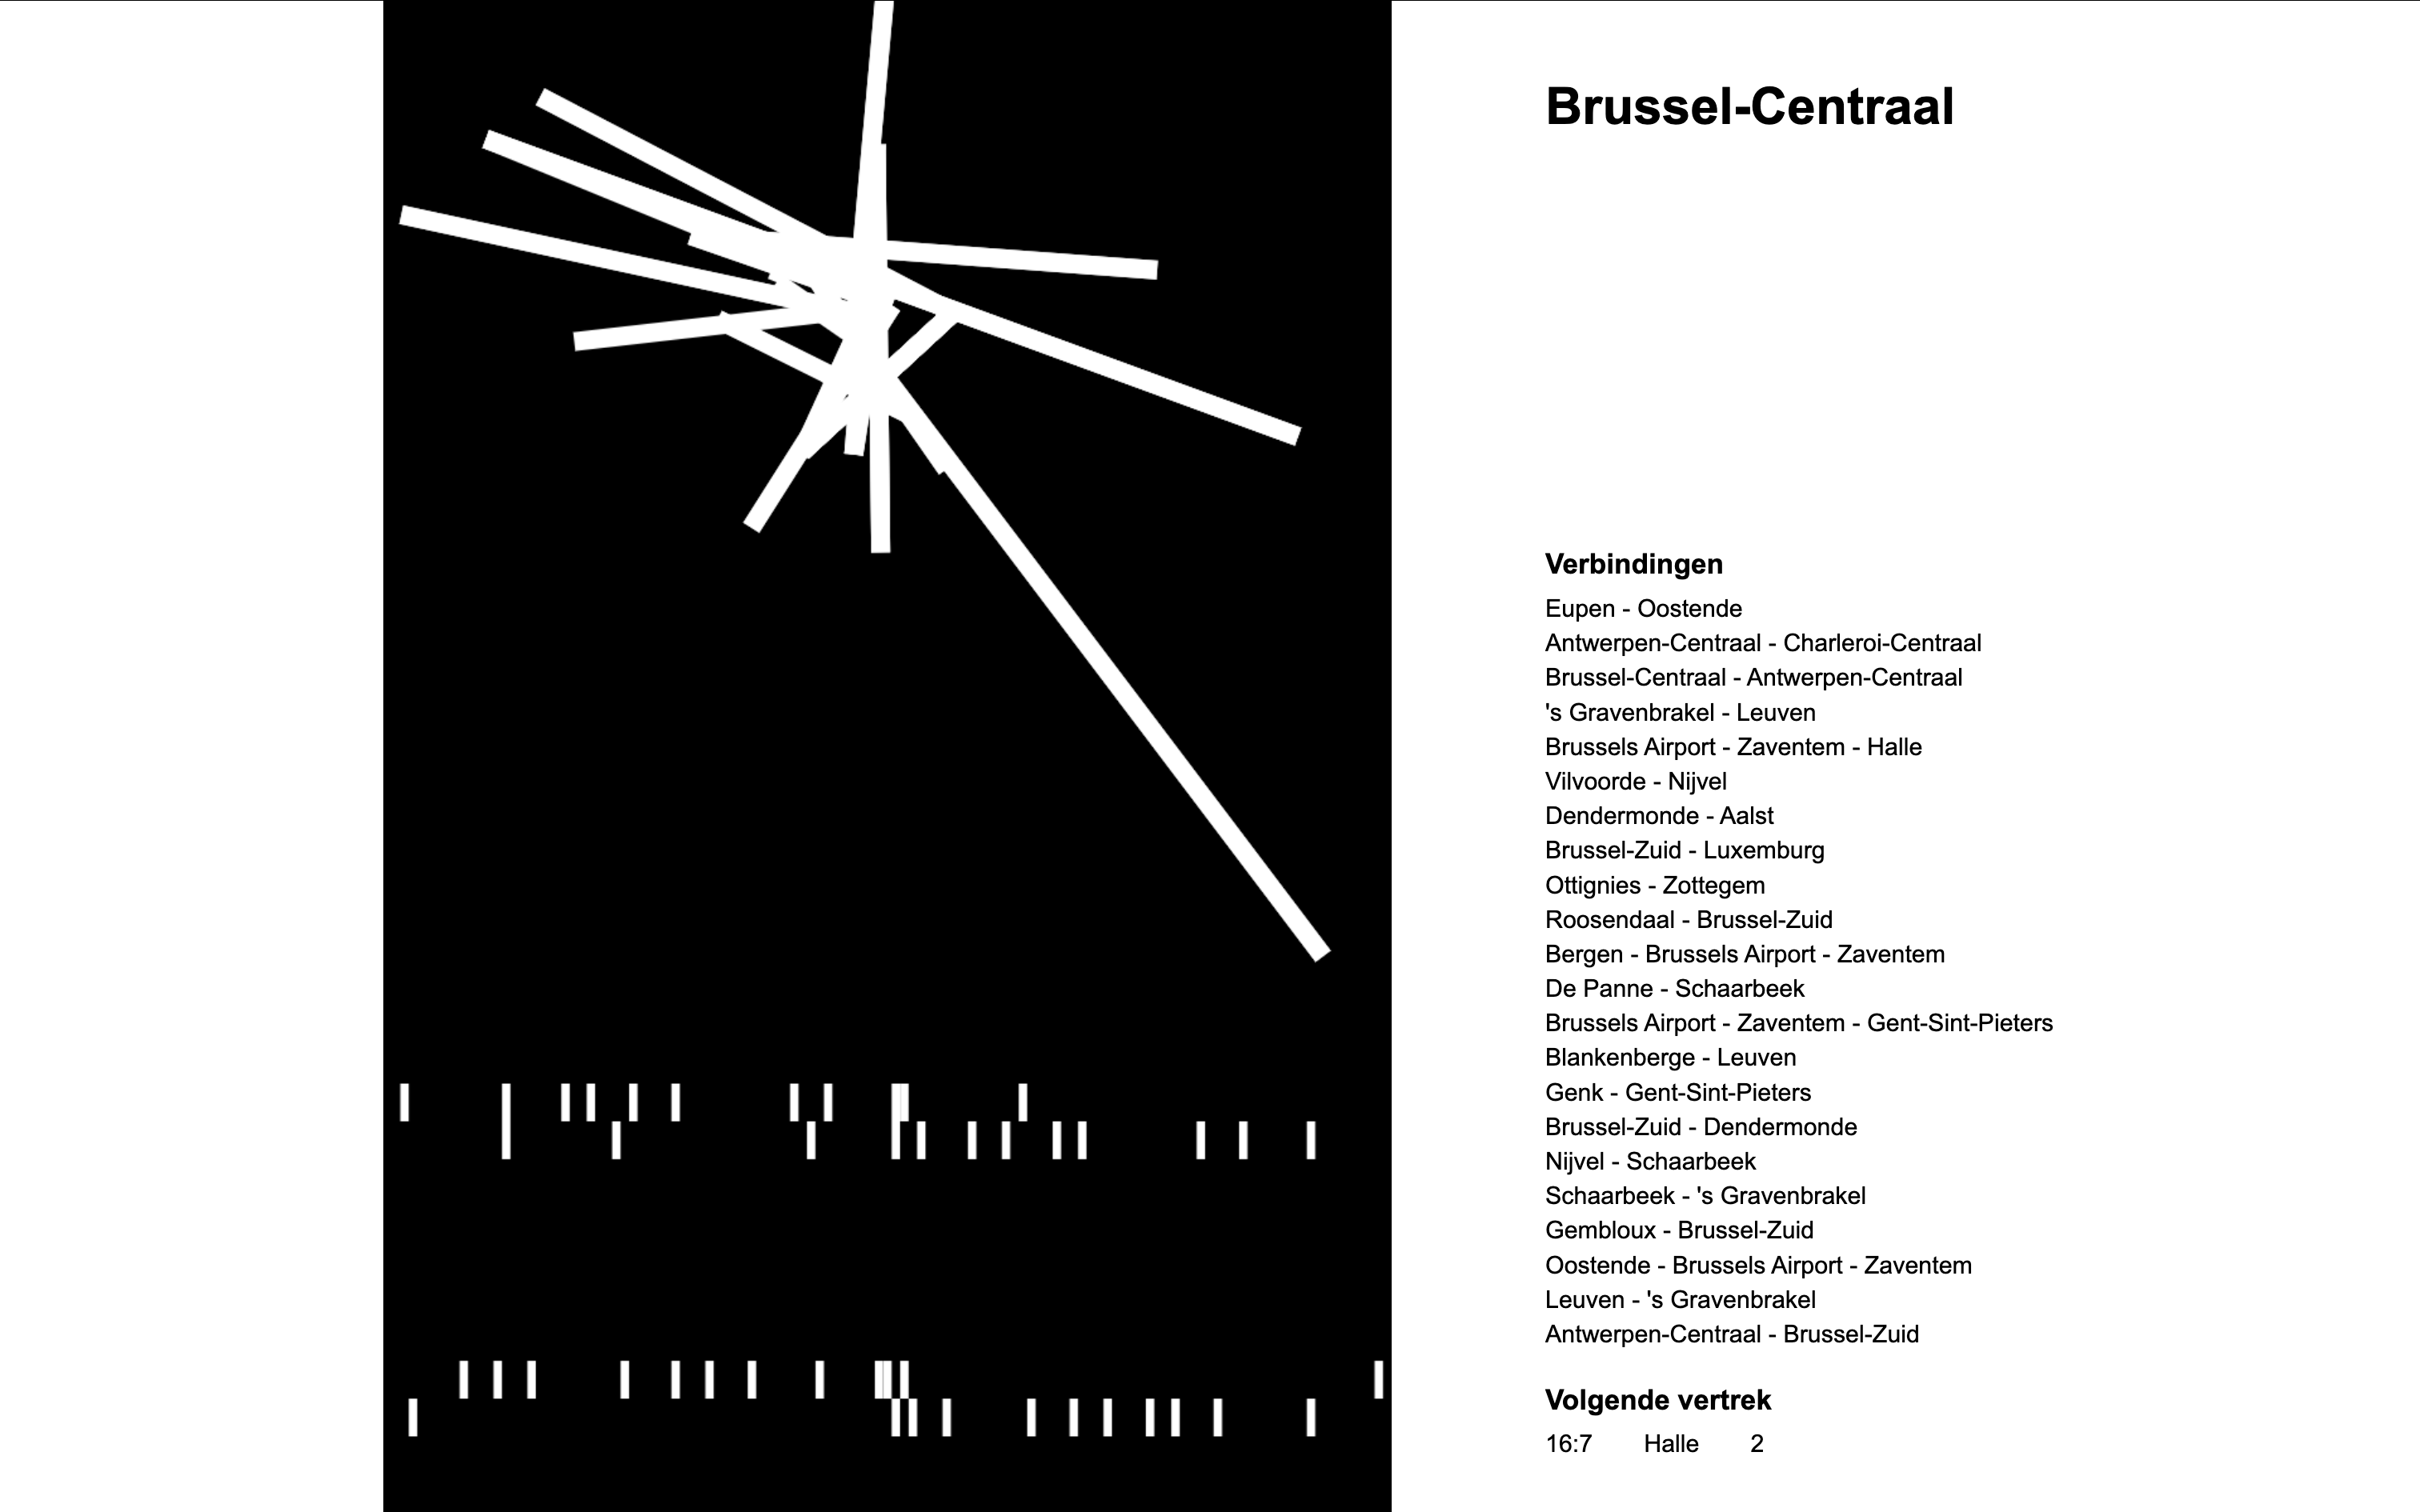 Brussel-Centraal
Verbindingen
Eupen - Oostende
Antwerpen-Centraal - Charleroi-Centraal
Brussel-Centraal - Antwerpen-Centraal
's Gravenbrakel - Leuven
Brussels Airport - Zaventem - Halle
Vilvoorde - Nijvel
Dendermonde - Aalst
Brussel-Zuid - Luxemburg
Ottignies - Zottegem
Roosendaal - Brussel-Zuid
Bergen - Brussels Airport - Zaventem
De Panne - Schaarbeek
Brussels Airport - Zaventem - Gent-Sint-Pieters
Blankenberge - Leuven
Genk - Gent-Sint-Pieters
Brussel-Zuid - Dendermonde
Nijvel - Schaarbeek
Schaarbeek - 's Gravenbrakel
Gembloux - Brussel-Zuid
Oostende - Brussels Airport - Zaventem
Leuven - 's Gravenbrakel
Antwerpen-Centraal - Brussel-Zuid
Volgende vertrek
16:7 Halle 2